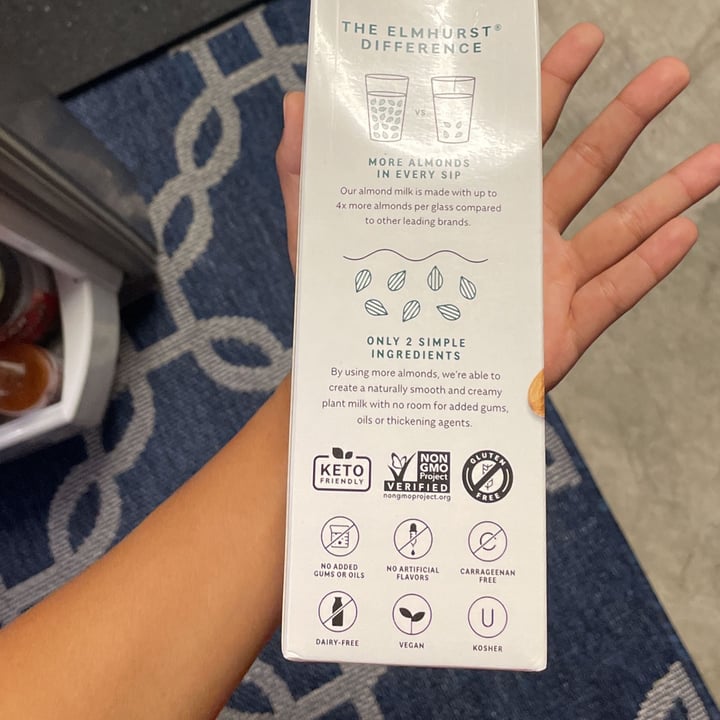 THE ELMHURST®
DIFFERENCE
VS.
MORE ALMONDS
IN EVERY SIP
Our almond milk is made with up to
4x more almonds per glass compared
to other leading brands.
ONLY 2 SIMPLE
INGREDIENTS
By using more almonds, we're able to
create a naturally smooth and creamy
plant milk with no room for added gums,
oils or thickening agents.
KETO
FRIENDLY
NON
GMO
Project
VERIFIED
nongmoproject.org
GLUTEN
FREE
NO ADDED
GUMS OR OILS
NO ARTIFICIAL
FLAVORS
C
CARRAGEENAN
FREE
DAIRY-FREE
VEGAN
U
KOSHER